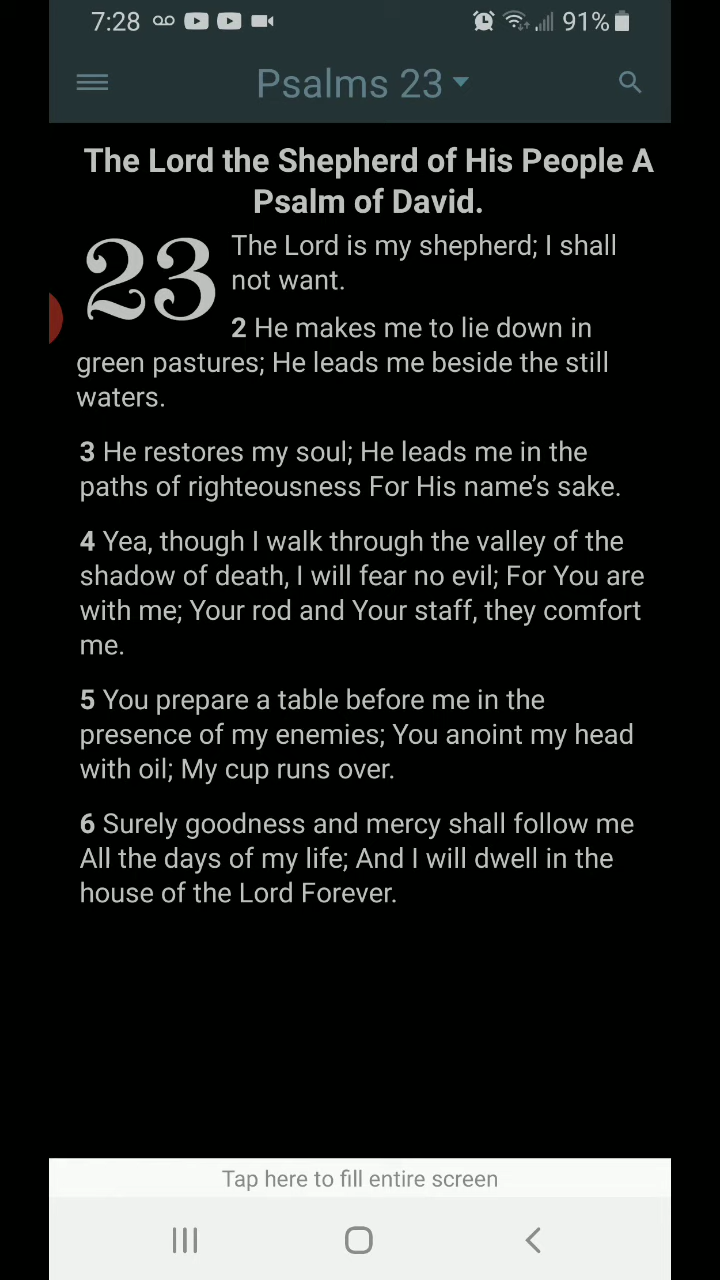 7:28 91%
Psalms 23
The Lord the Shepherd of His People A
Psalm of David.
23 The Lord is my shepherd; I shall
not want.
2 He makes me to lie down in
green pastures; He leads me beside the still
waters.
3 He restores my soul; He leads me in the
paths of righteousness For His name’s sake.
4 Yea, though I walk through the valley of the
shadow of death, I will fear no evil; For You are
with me; Your rod and Your staff, they comfort
me.
5 You prepare a table before me in the
presence of my enemies; You anoint my head
with oil; My cup runs over.
6 Surely goodness and mercy shall follow me
All the days of my life; And I will dwell in the
house of the Lord Forever.
Tap here to fill entire screen